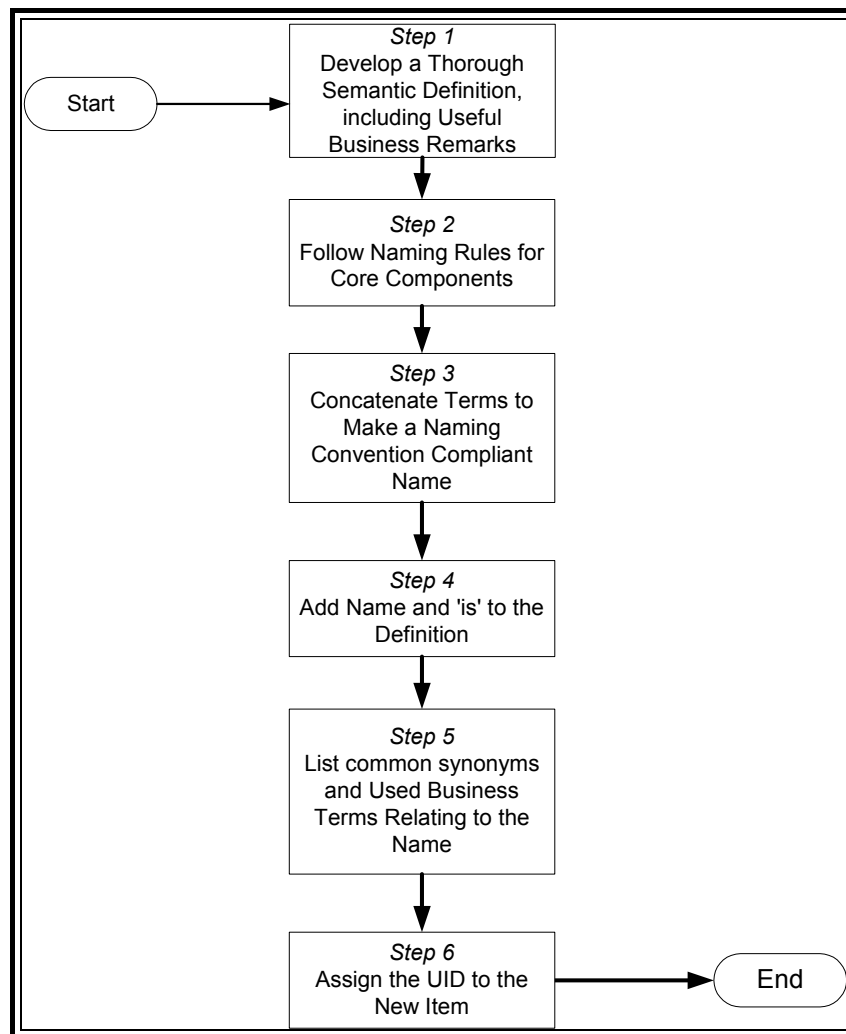 Start
Step 1
Develop a Thorough
Semantic Definition,
including Useful
Business Remarks
Step 2
Follow Naming Rules for
Core Components
Step 3
Concatenate Terms to
Make a Naming
Convention Compliant
Name
Step 4
Add Name and 'is' to the
Definition
Step 5
List common synonyms
and Used Business
Terms Relating to the
Name
Step 6
Assign the UID to the
New Item
End